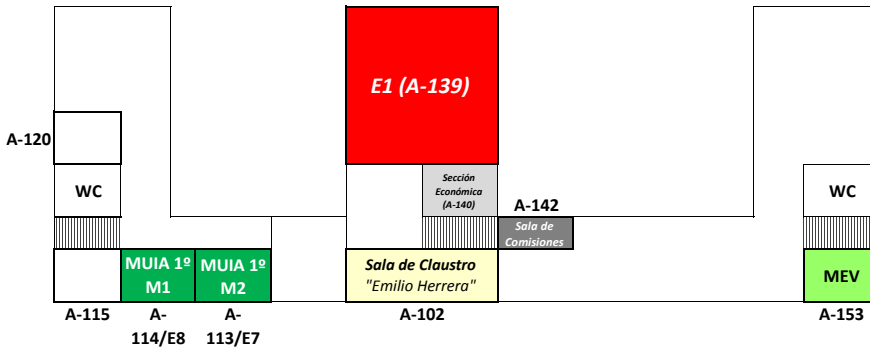 E1 (A-139)
A-120
Sección
Económica
(A-140)
WC
A-142
WC
Sala de
Comisiones
MUIA 1º
M1
MUIA 1º
M2
Sala de Claustro
"Emilio Herrera"
MEV
A-115
A-
114/E8
A-
113/E7
A-102
A-153